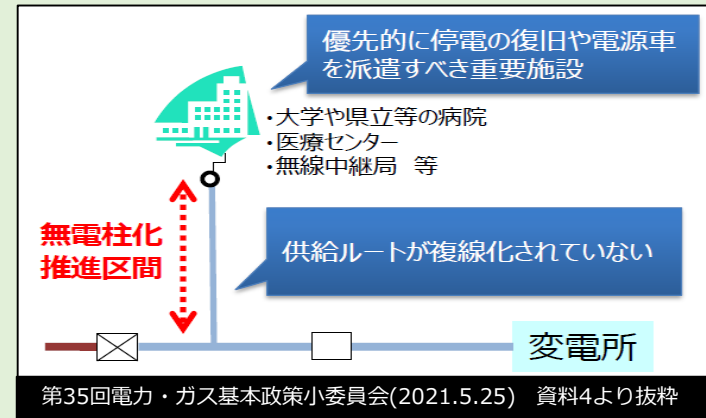 優先的に停電の復旧や電源車
を派遣すべき重要施設
・大学や県立等の病院
・医療センター
・無線中継局 等
無電柱化
推進区間
供給ルートが複線化されていない
変電所
第35回電力・ガス基本政策小委員会(2021.5.25) 資料4より抜粋